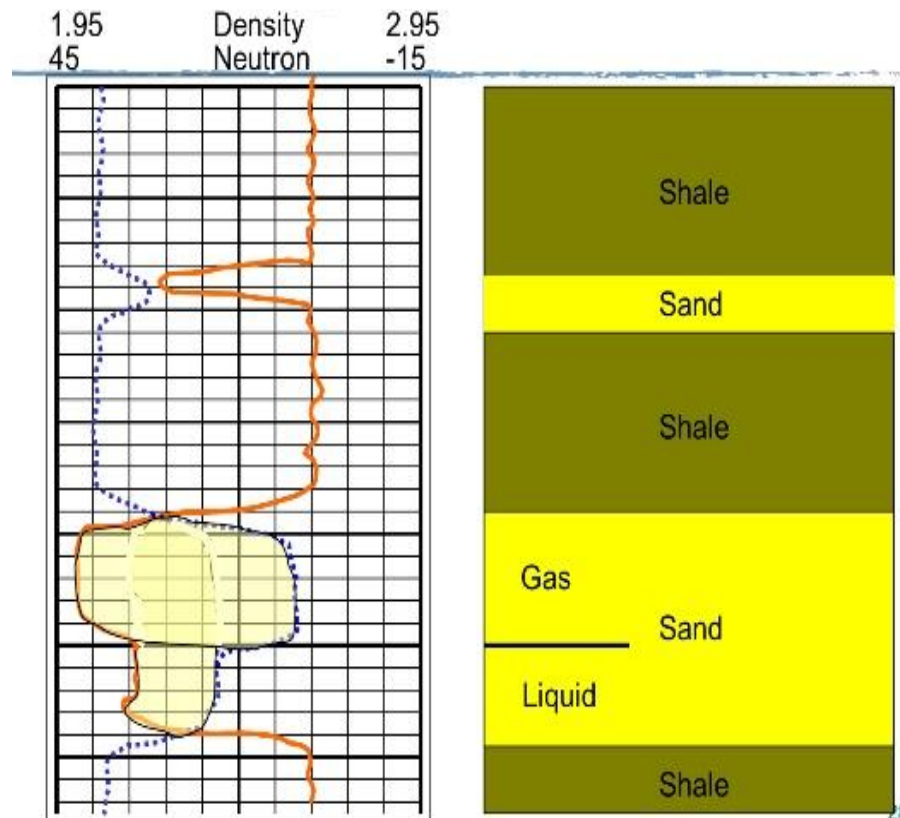 1.95 Density 2.95
45 Neutron -15
Shale
Sand
Shale
Gas
Sand
Liquid
Shale